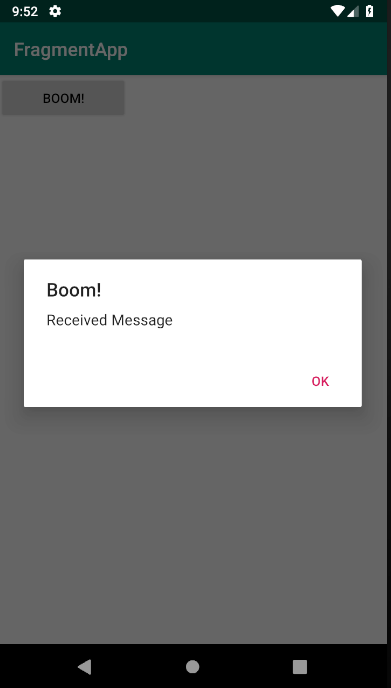 9:52
FragmentApp
BOOM!
Boom!
Received Message
OK